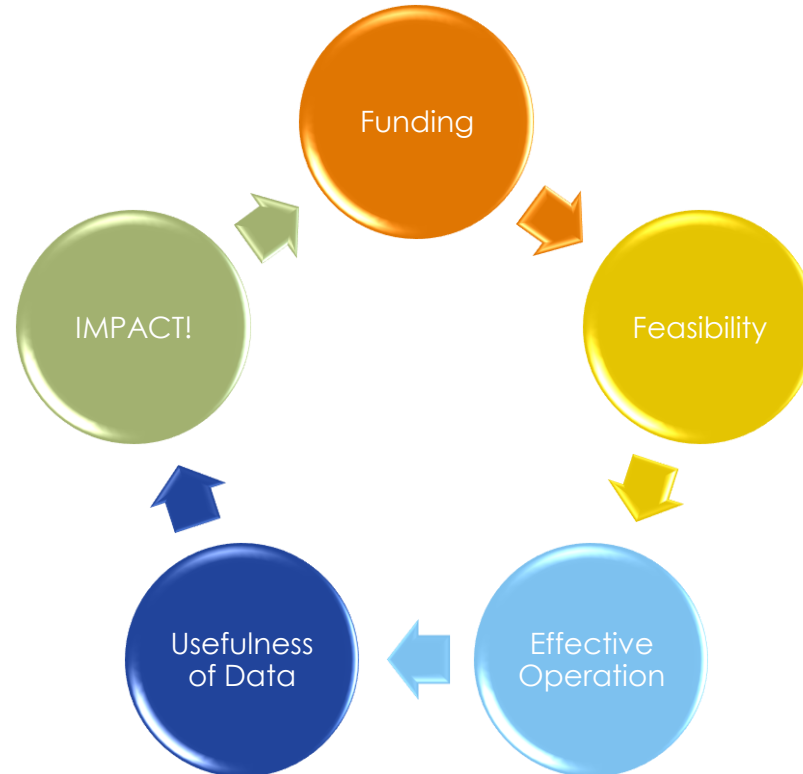 Funding
Feasibility
Effective
Operation
Usefulness
of Data
IMPACT!